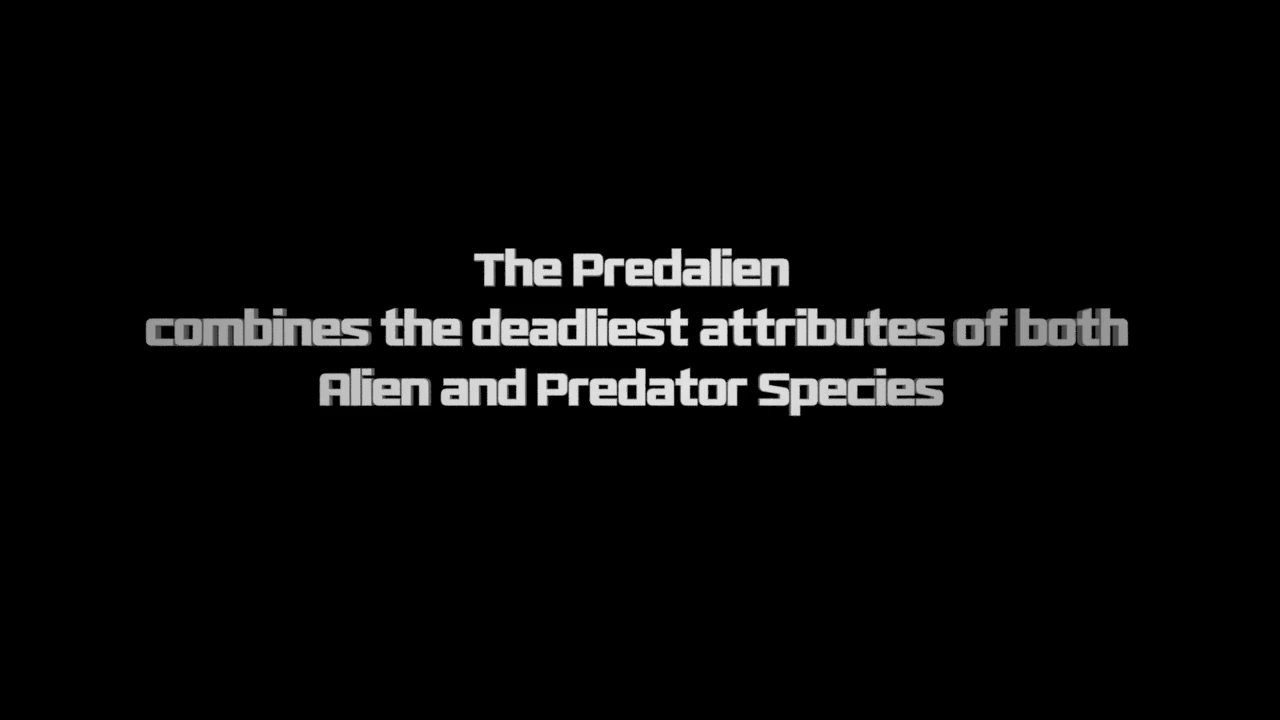 The Predalien
combines the deadliest attributes of both
Alien and Predator Species